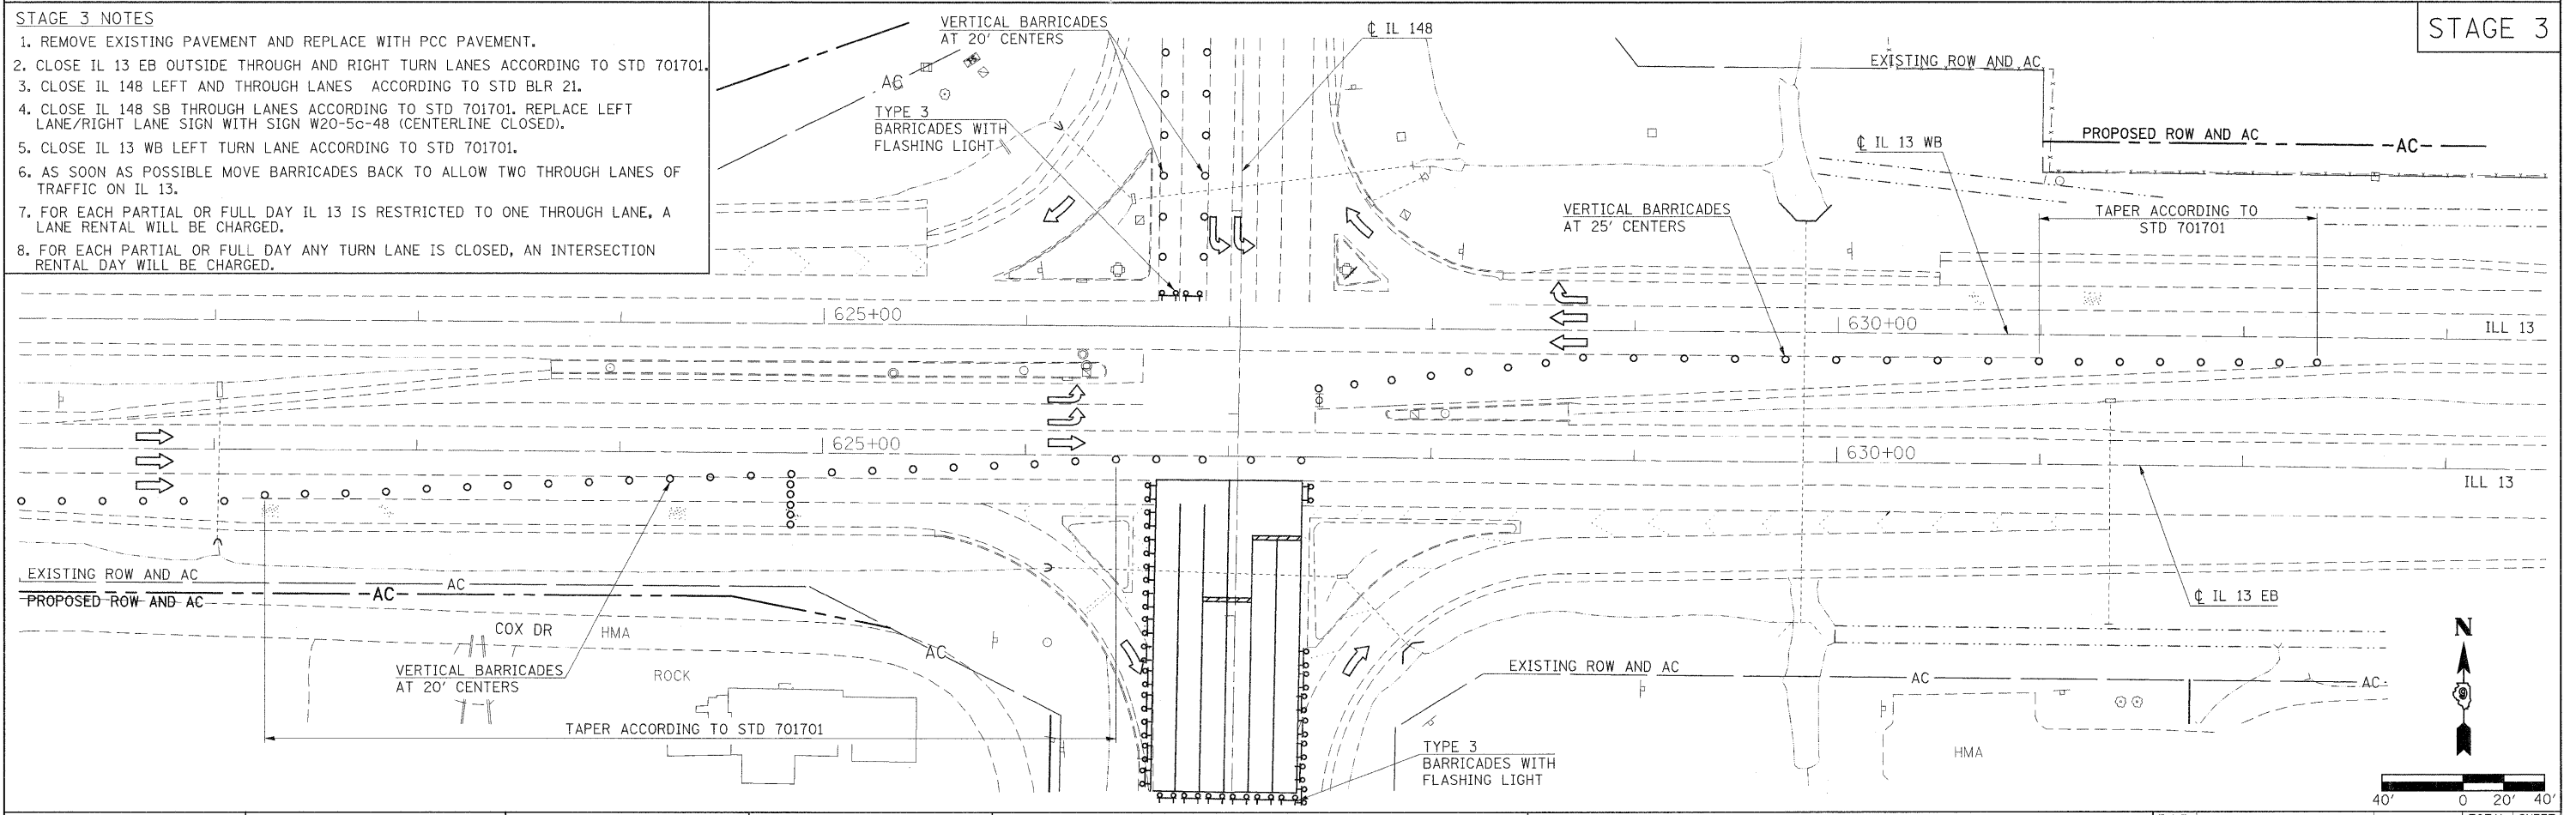 STAGE 3 NOTES
1. REMOVE EXISTING PAVEMENT AND REPLACE WITH PCC PAVEMENT.
2. CLOSE IL 13 EB OUTSIDE THROUGH AND RIGHT TURN LANES ACCORDING TO STD 701701.
3. CLOSE IL 148 LEFT AND THROUGH LANES ACCORDING TO STD BLR 21.
4. CLOSE IL 148 SB THROUGH LANES ACCORDING TO STD 701701. REPLACE LEFT
LANE/RIGHT LANE SIGN WITH SIGN W20-5c-48 (CENTERLINE CLOSED).
5. CLOSE IL 13 WB LEFT TURN LANE ACCORDING TO STD 701701.
6. AS SOON AS POSSIBLE MOVE BARRICADES BACK TO ALLOW TWO THROUGH LANES OF
TRAFFIC ON IL 13.
7. FOR EACH PARTIAL OR FULL DAY IL 13 IS RESTRICTED TO ONE THROUGH LANE, A
LANE RENTAL WILL BE CHARGED.
8. FOR EACH PARTIAL OR FULL DAY ANY TURN LANE IS CLOSED, AN INTERSECTION
RENTAL DAY WILL BE CHARGED.
STAGE 3
VERTICAL BARRICADES
AT 20' CENTERS
℄ IL 148
AC
TYPE 3
BARRICADES WITH
FLASHING LIGHT
EXISTING ROW AND AC
PROPOSED ROW AND AC
AC
℄ IL 13 WB
VERTICAL BARRICADES
AT 25' CENTERS
TAPER ACCORDING TO
STD 701701
625+00
630+00
ILL 13
625+00
630+00
ILL 13
EXISTING ROW AND AC
AC
PROPOSED ROW AND AC
AC
℄ IL 13 EB
COX DR
HMA
AC
VERTICAL BARRICADES
AT 20' CENTERS
ROCK
EXISTING ROW AND AC
AC
AC
TAPER ACCORDING TO STD 701701
TYPE 3
BARRICADES WITH
FLASHING LIGHT
HMA
N
9
40' 0 20' 40'
TOTAL SHEET